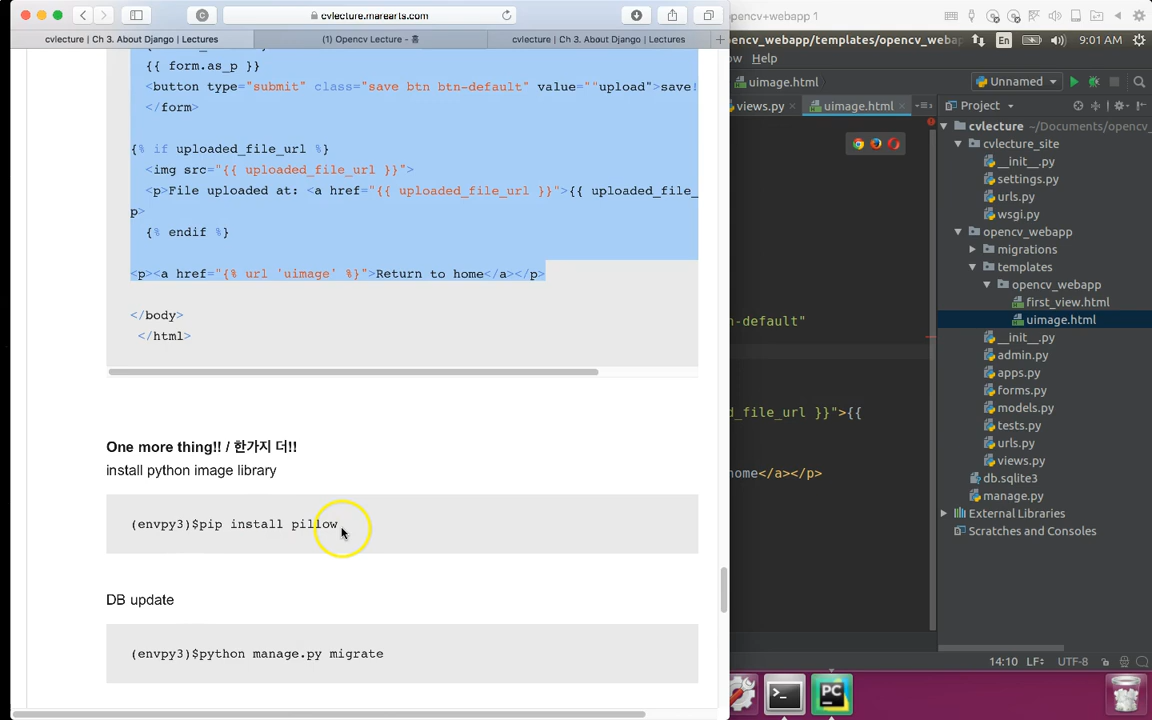 cvlecture.marearts.com
cvlecture | Ch 3. About Django | Lectures
(1) Opencv Lecture - 홈
cvlecture | Ch 3. About Django | Lectures
{{ form.as_p }}
<button type="submit" class="save btn btn-default" value=""upload">save!
</form>
{% if uploaded_file_url %}
<img src="{{ uploaded_file_url }}">
<p>File uploaded at: <a href="{{ uploaded_file_url }}">{{ uploaded_file_
p>
{% endif %}
<p><a href="{% url 'uimage' %}">Return to home</a></p>
</body>
</html>
One more thing!! / 한가지 더!!
install python image library
(envpy3)$pip install pillow
DB update
(envpy3)$python manage.py migrate
opencv+webapp 1
opencv_webapp/templates/opencv_webap
En
9:01 AM
ow Help
uimage.html
Unnamed
views.py
uimage.html
Project
n-default"
d_file_url }}">{{
ome</a></p>
cvlecture ~/Documents/opencv_
cvlecture_site
__init__.py
settings.py
urls.py
wsgi.py
opencv_webapp
migrations
templates
opencv_webapp
first_view.html
uimage.html
__init__.py
admin.py
apps.py
forms.py
models.py
tests.py
urls.py
views.py
db.sqlite3
manage.py
External Libraries
Scratches and Consoles
14:10 LF÷ UTF-8
PC